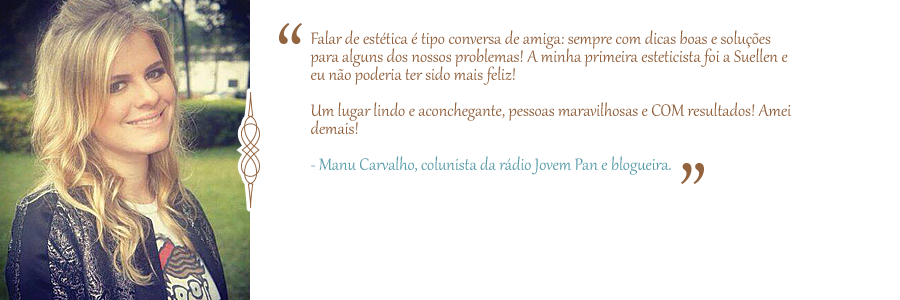 “ Falar de estética é tipo conversa de amiga: sempre com dicas boas e soluções
para alguns dos nossos problemas! A minha primeira esteticista foi a Suellen e
eu não poderia ter sido mais feliz!
Um lugar lindo e aconchegante, pessoas maravilhosas e COM resultados! Amei
demais!
- Manu Carvalho, colunista da rádio Jovem Pan e blogueira. ”